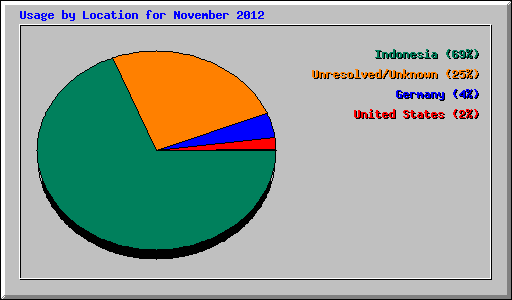 Usage by Location for November 2012
Indonesia (69%)
Unresolved/Unknown (25%)
Germany (4%)
United States (2%)